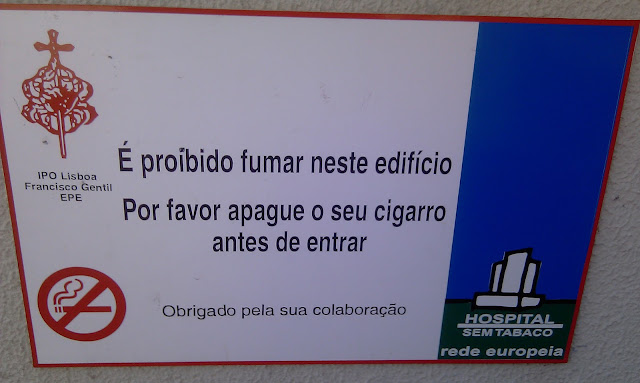 IPO Lisboa
Francisco Gentil
EPE
É proibido fumar neste edifício
Por favor apague o seu cigarro
antes de entrar
Obrigado pela sua colaboração
HOSPITAL
SEM TABACO
rede europeia